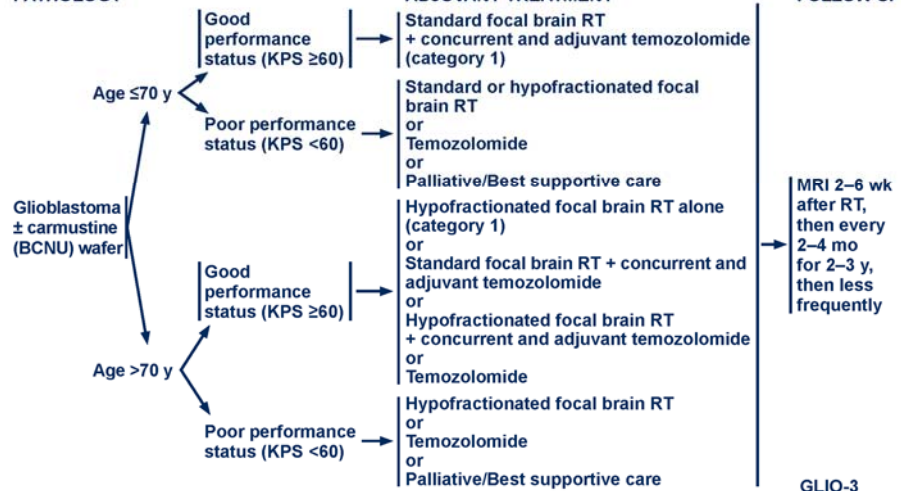 PATHOLOGY
ADJUVANT TREATMENT
FOLLOW-UP
Glioblastoma
± carmustine
(BCNU) wafer
Age ≤70 y
Good
performance
status (KPS ≥60)
Standard focal brain RT
+ concurrent and adjuvant temozolomide
(category 1)
Poor performance
status (KPS <60)
Standard or hypofractionated focal
brain RT
or
Temozolomide
or
Palliative/Best supportive care
Age >70 y
Good
performance
status (KPS ≥60)
Hypofractionated focal brain RT alone
(category 1)
or
Standard focal brain RT + concurrent and
adjuvant temozolomide
or
Hypofractionated focal brain RT
+ concurrent and adjuvant temozolomide
or
Temozolomide
Poor performance
status (KPS <60)
Hypofractionated focal brain RT
or
Temozolomide
or
Palliative/Best supportive care
MRI 2–6 wk
after RT,
then every
2–4 mo
for 2–3 y,
then less
frequently
GLIO-3